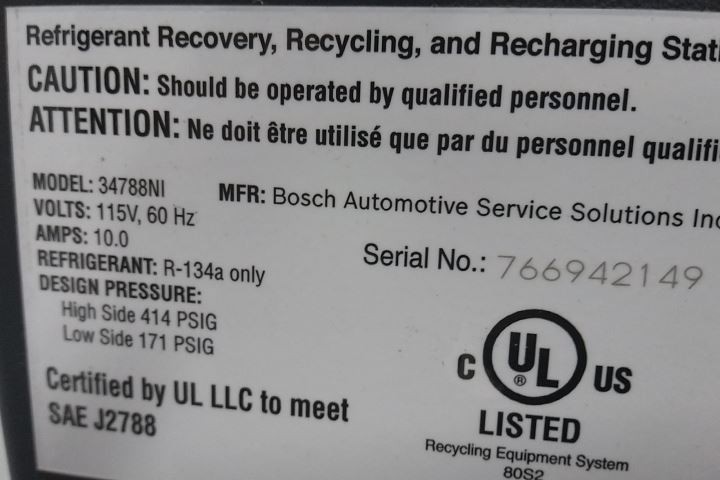 Refrigerant Recovery, Recycling, and Recharging Stati
CAUTION: Should be operated by qualified personnel.
ATTENTION: Ne doit être utilisé que par du personnel qualifi
MODEL: 34788NI
VOLTS: 115V, 60 Hz
AMPS: 10.0
REFRIGERANT: R-134a only
DESIGN PRESSURE:
High Side 414 PSIG
Low Side 171 PSIG
Certified by UL LLC to meet
SAE J2788
MFR: Bosch Automotive Service Solutions Inc
Serial No.: 766942149
C UL ® US
LISTED
Recycling Equipment System
80S2